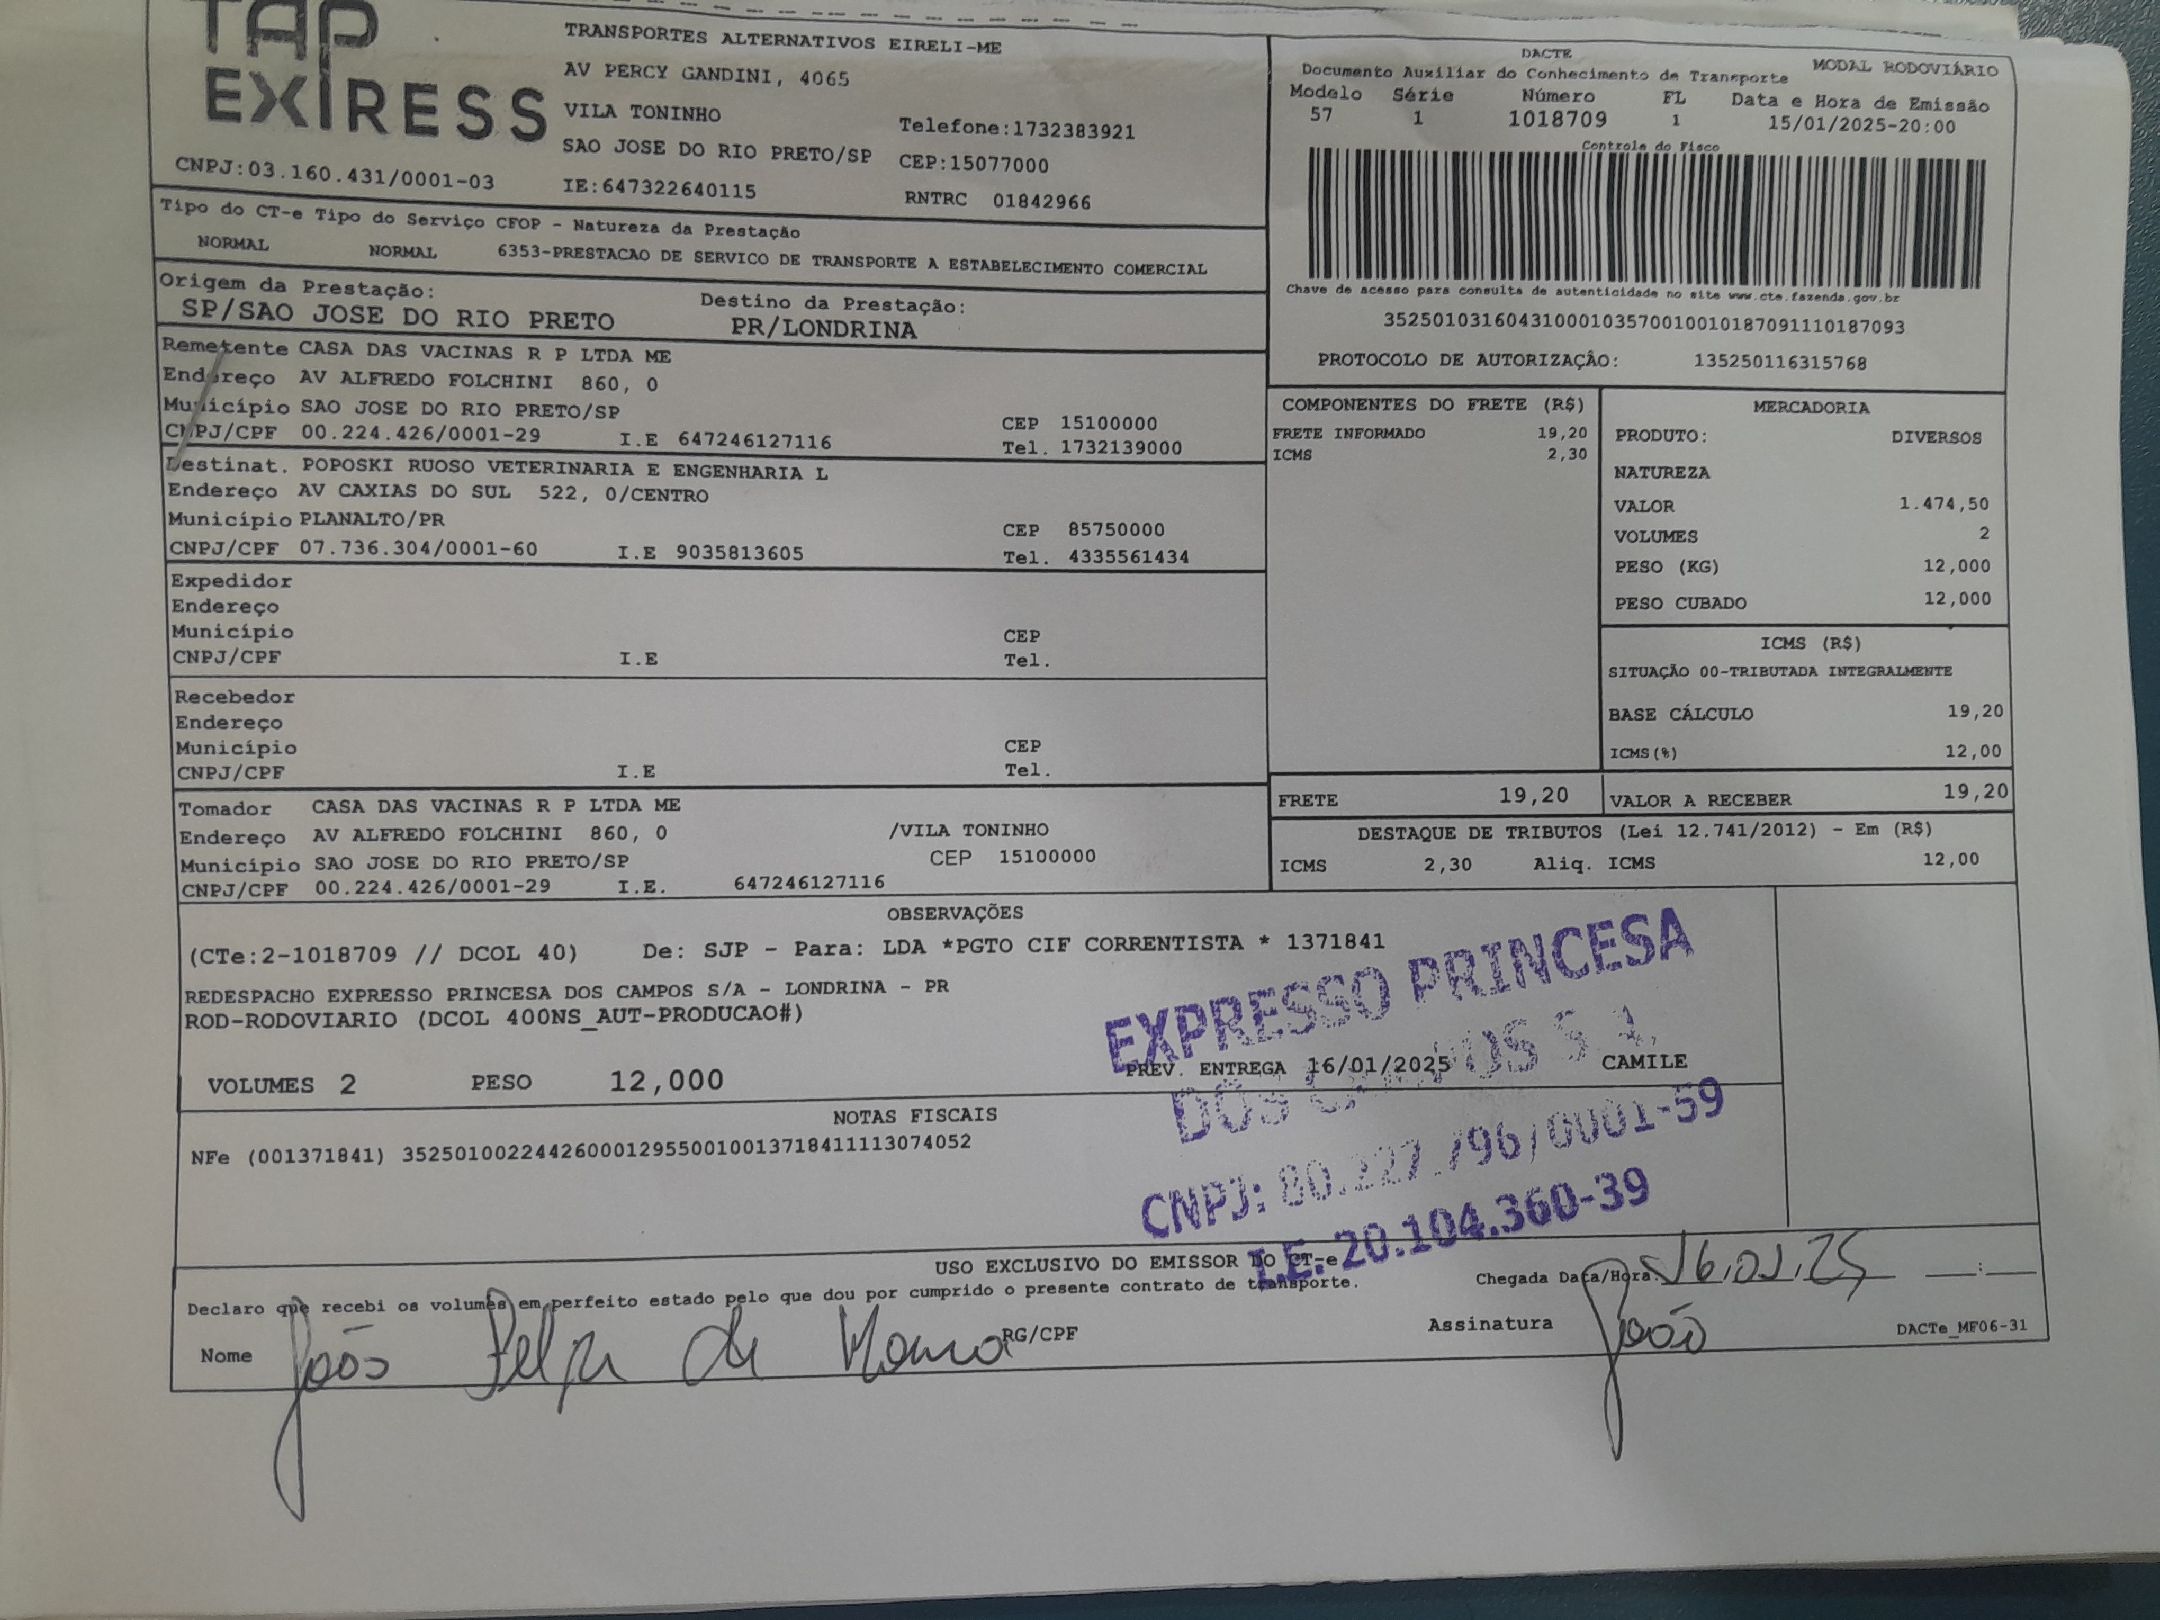 TAP
EXPRESS
TRANSPORTES ALTERNATIVOS EIRELI-ME
AV PERCY GANDINI, 4065
VILA TONINHO
Telefone:1732383921
SAO JOSE DO RIO PRETO/SP CEP:15077000
CNPJ:03.160.431/0001-03 IE:647322640115 RNTRC 01842966
DACTE
Documento Auxiliar do Conhecimento de Transporte MODAL RODOVIÁRIO
Modelo Série Número FL Data e Hora de Emissão
57 1 1018709 1 15/01/2025-20:00
Controle do Fisco
Chave de acesso para consulta de autenticidade no site www.cte.fazenda.gov.br
35250103160431000103570010010187091110187093
PROTOCOLO DE AUTORIZAÇÃO: 135250116315768
Tipo do CT-e Tipo do Serviço CFOP - Natureza da Prestação
NORMAL NORMAL 6353-PRESTACAO DE SERVICO DE TRANSPORTE A ESTABELECIMENTO COMERCIAL
Origem da Prestação: Destino da Prestação:
SP/SAO JOSE DO RIO PRETO PR/LONDRINA
Remetente CASA DAS VACINAS R P LTDA ME
Endereço AV ALFREDO FOLCHINI 860, 0
Município SAO JOSE DO RIO PRETO/SP CEP 15100000
CNPJ/CPF 00.224.426/0001-29 I.E 647246127116 Tel. 1732139000
Destinat. POPOSKI RUOSO VETERINARIA E ENGENHARIA L
Endereço AV CAXIAS DO SUL 522, 0/CENTRO
Município PLANALTO/PR CEP 85750000
CNPJ/CPF 07.736.304/0001-60 I.E 9035813605 Tel. 4335561434
Expedidor
Endereço
Município CEP
CNPJ/CPF I.E Tel.
Recebedor
Endereço
Município CEP
CNPJ/CPF I.E Tel.
Tomador CASA DAS VACINAS R P LTDA ME
Endereço AV ALFREDO FOLCHINI 860, 0 /VILA TONINHO
Município SAO JOSE DO RIO PRETO/SP CEP 15100000
CNPJ/CPF 00.224.426/0001-29 I.E. 647246127116
COMPONENTES DO FRETE (R$)
FRETE INFORMADO 19,20
ICMS 2,30
MERCADORIA
PRODUTO: DIVERSOS
NATUREZA
VALOR 1.474,50
VOLUMES 2
PESO (KG) 12,000
PESO CUBADO 12,000
ICMS (R$)
SITUAÇÃO 00-TRIBUTADA INTEGRALMENTE
BASE CÁLCULO 19,20
ICMS(%) 12,00
FRETE 19,20 VALOR A RECEBER 19,20
DESTAQUE DE TRIBUTOS (Lei 12.741/2012) - Em (R$)
ICMS 2,30 Aliq. ICMS 12,00
OBSERVAÇÕES
(CTe:2-1018709 // DCOL 40) De: SJP - Para: LDA *PGTO CIF CORRENTISTA * 1371841
REDESPACHO EXPRESSO PRINCESA DOS CAMPOS S/A - LONDRINA - PR
ROD-RODOVIARIO (DCOL 400NS_AUT-PRODUCAO#)
VOLUMES 2 PESO 12,000 PREV. ENTREGA 16/01/2025 CAMILE
EXPRESSO PRINCESA
DOS CAMPOS S.A.
CNPJ: 80.227.796/0001-59
I.E. 20.104.360-39
NOTAS FISCAIS
NFe (001371841) 35250100224426000129550010013718411113074052
USO EXCLUSIVO DO EMISSOR DO CT-e
Declaro que recebi os volumes em perfeito estado pelo que dou por cumprido o presente contrato de transporte.
Chegada Data/Hora: 16.01.25 __:__
Nome João de RG/CPF
Assinatura João
DACTe_MF06-31